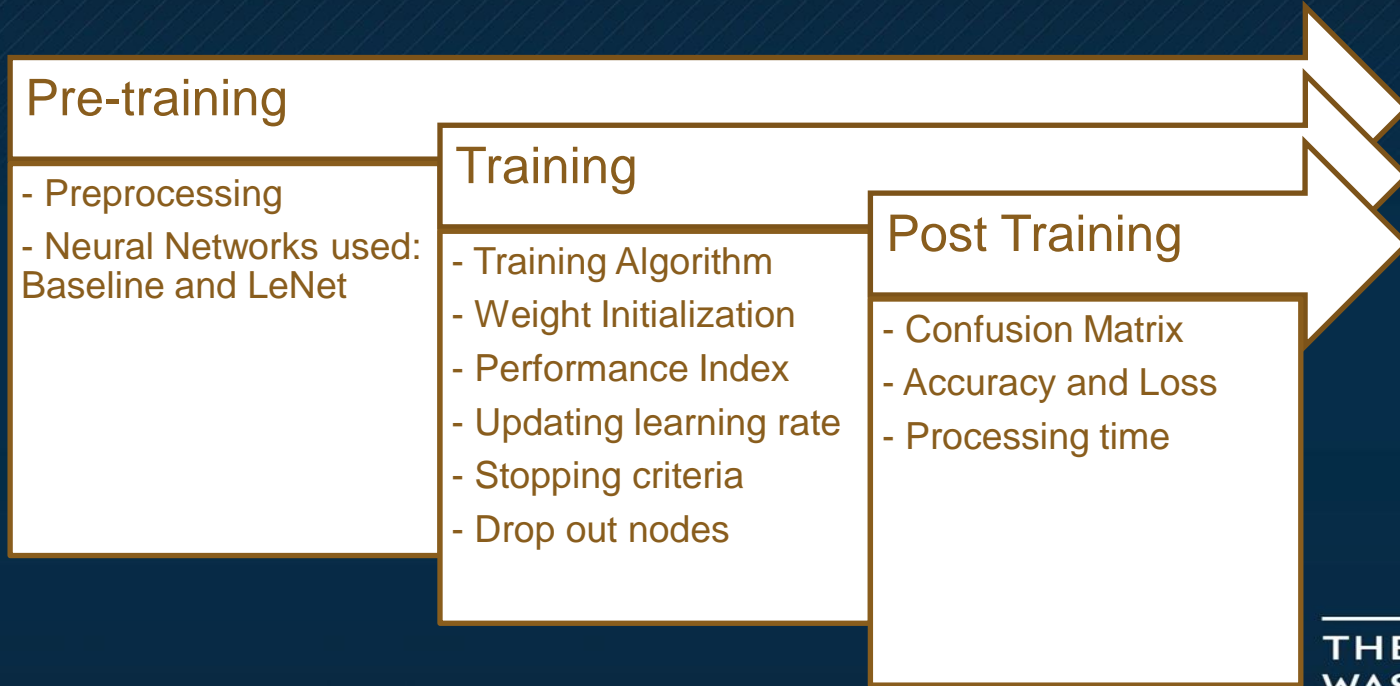 Pre-training
- Preprocessing
- Neural Networks used:
Baseline and LeNet
Training
- Training Algorithm
- Weight Initialization
- Performance Index
- Updating learning rate
- Stopping criteria
- Drop out nodes
Post Training
- Confusion Matrix
- Accuracy and Loss
- Processing time
THE